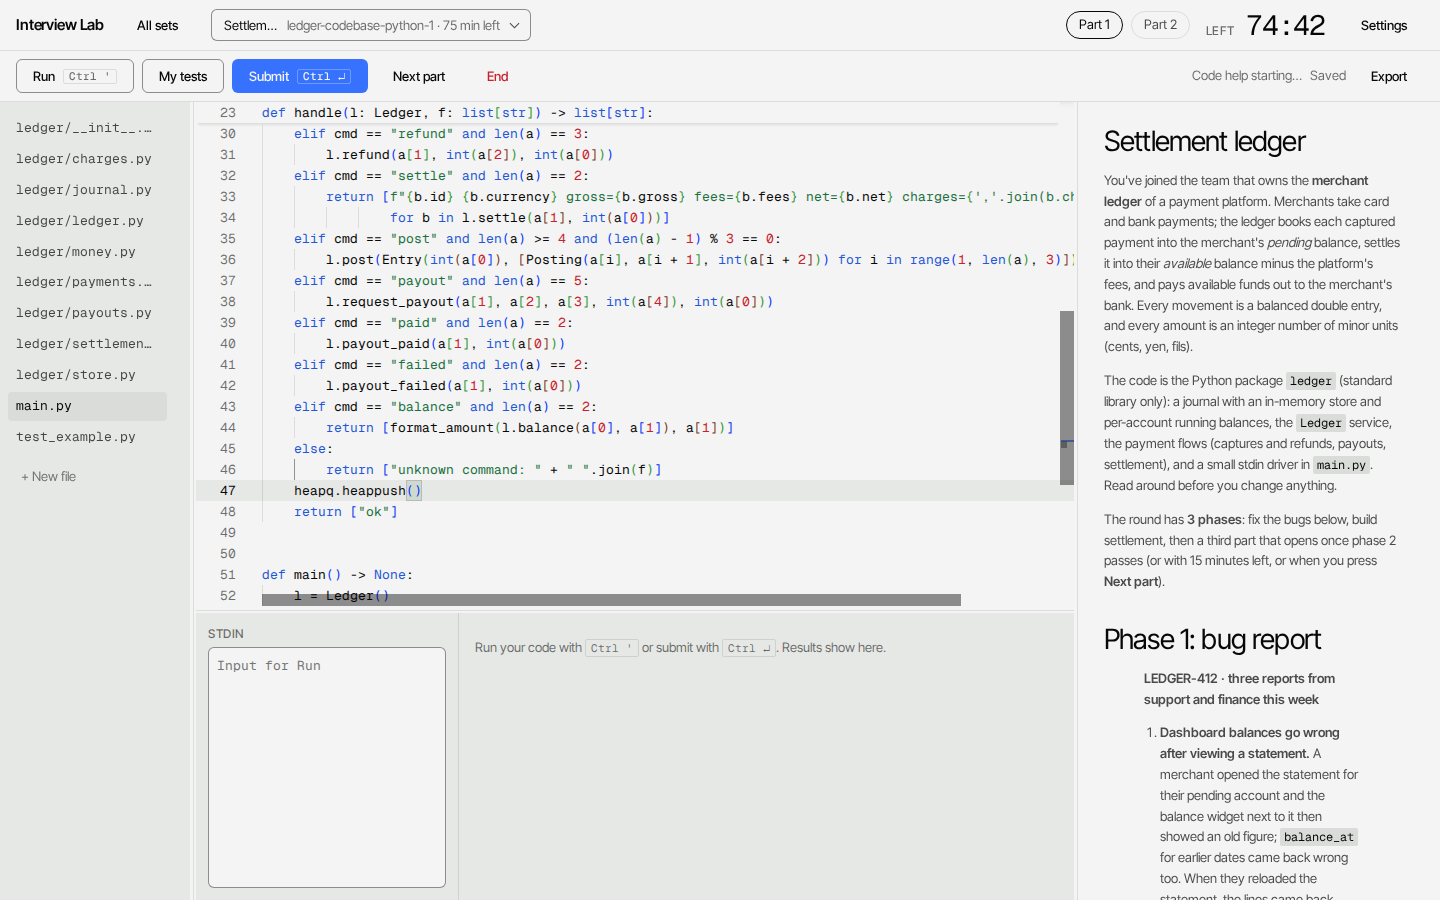 Interview Lab
All sets
Settlem... ledger-codebase-python-1 · 75 min left
Part 1
Part 2
LEFT 74:42
Settings
Run Ctrl '
My tests
Submit Ctrl ↵
Next part
End
Code help starting... Saved
Export
ledger/__init__.…
ledger/charges.py
ledger/journal.py
ledger/ledger.py
ledger/money.py
ledger/payments.…
ledger/payouts.py
ledger/settlemen…
ledger/store.py
main.py
test_example.py
+ New file
23 def handle(l: Ledger, f: list[str]) -> list[str]:
30 elif cmd == "refund" and len(a) == 3:
31 l.refund(a[1], int(a[2]), int(a[0]))
32 elif cmd == "settle" and len(a) == 2:
33 return [f"{b.id} {b.currency} gross={b.gross} fees={b.fees} net={b.net} charges={','.join(b.ch
34 for b in l.settle(a[1], int(a[0]))]
35 elif cmd == "post" and len(a) >= 4 and (len(a) - 1) % 3 == 0:
36 l.post(Entry(int(a[0]), [Posting(a[i], a[i + 1], int(a[i + 2])) for i in range(1, len(a), 3)])
37 elif cmd == "payout" and len(a) == 5:
38 l.request_payout(a[1], a[2], a[3], int(a[4]), int(a[0]))
39 elif cmd == "paid" and len(a) == 2:
40 l.payout_paid(a[1], int(a[0]))
41 elif cmd == "failed" and len(a) == 2:
42 l.payout_failed(a[1], int(a[0]))
43 elif cmd == "balance" and len(a) == 2:
44 return [format_amount(l.balance(a[0], a[1]), a[1])]
45 else:
46 return ["unknown command: " + " ".join(f)]
47 heapq.heappush()
48 return ["ok"]
49
50
51 def main() -> None:
52 l = Ledger()
STDIN
Input for Run
Run your code with Ctrl ' or submit with Ctrl ↵. Results show here.
Settlement ledger
You've joined the team that owns the merchant
ledger of a payment platform. Merchants take card
and bank payments; the ledger books each captured
payment into the merchant's pending balance, settles
it into their available balance minus the platform's
fees, and pays available funds out to the merchant's
bank. Every movement is a balanced double entry,
and every amount is an integer number of minor units
(cents, yen, fils).
The code is the Python package ledger (standard
library only): a journal with an in-memory store and
per-account running balances, the Ledger service,
the payment flows (captures and refunds, payouts,
settlement), and a small stdin driver in main.py.
Read around before you change anything.
The round has 3 phases: fix the bugs below, build
settlement, then a third part that opens once phase 2
passes (or with 15 minutes left, or when you press
Next part).
Phase 1: bug report
LEDGER-412 · three reports from
support and finance this week
1. Dashboard balances go wrong
after viewing a statement. A
merchant opened the statement for
their pending account and the
balance widget next to it then
showed an old figure; balance_at
for earlier dates came back wrong
too. When they reloaded the
statement, the lines came back